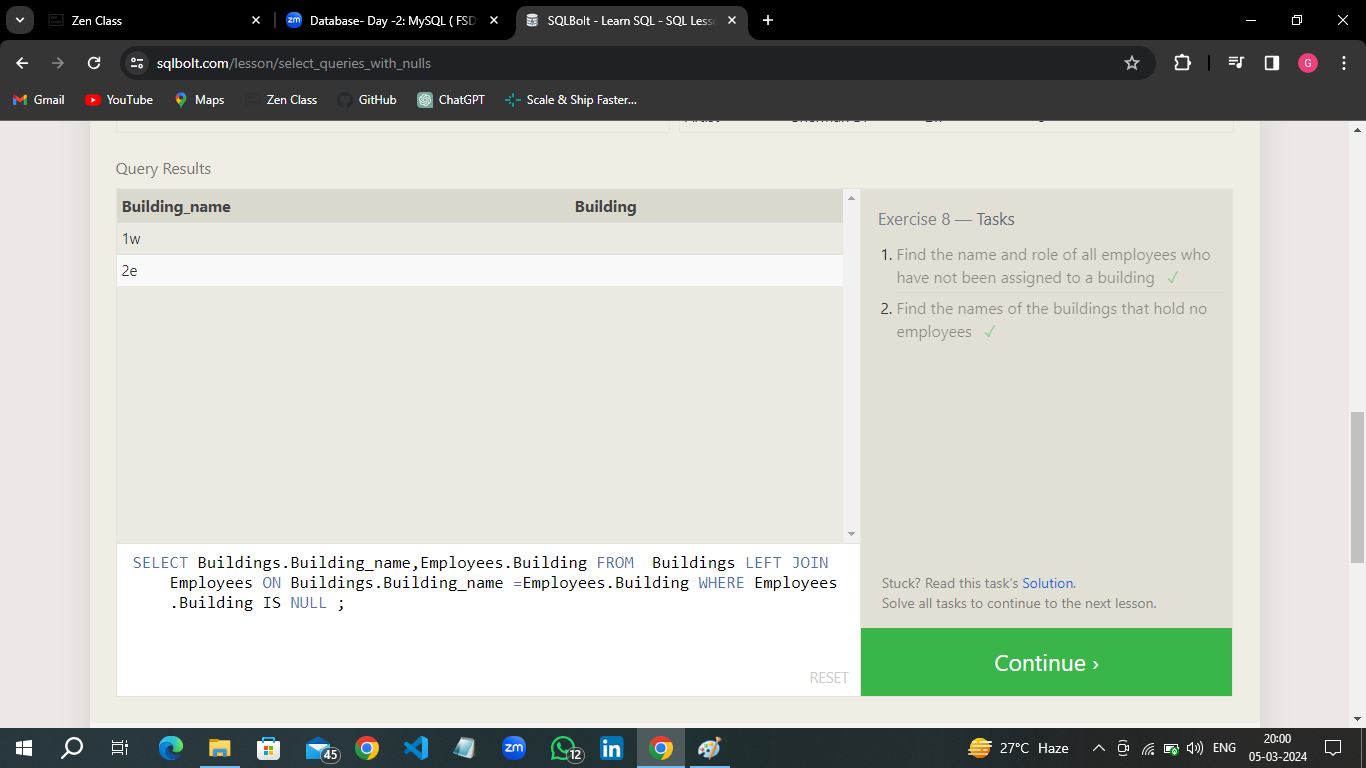 Zen Class
Database- Day -2: MySQL ( FSD
SQLBolt - Learn SQL - SQL Less
sqlbolt.com/lesson/select_queries_with_nulls
G
Gmail
YouTube
Maps
Zen Class
GitHub
ChatGPT
Scale & Ship Faster...
Query Results
Building_name Building
1w
2e
Exercise 8 — Tasks
1. Find the name and role of all employees who
have not been assigned to a building ✓
2. Find the names of the buildings that hold no
employees ✓
SELECT Buildings.Building_name,Employees.Building FROM  Buildings LEFT JOIN
Employees ON Buildings.Building_name =Employees.Building WHERE Employees
.Building IS NULL ;
RESET
Stuck? Read this task's Solution.
Solve all tasks to continue to the next lesson.
Continue ›
45
zm
12
27°C Haze
ENG
20:00
05-03-2024